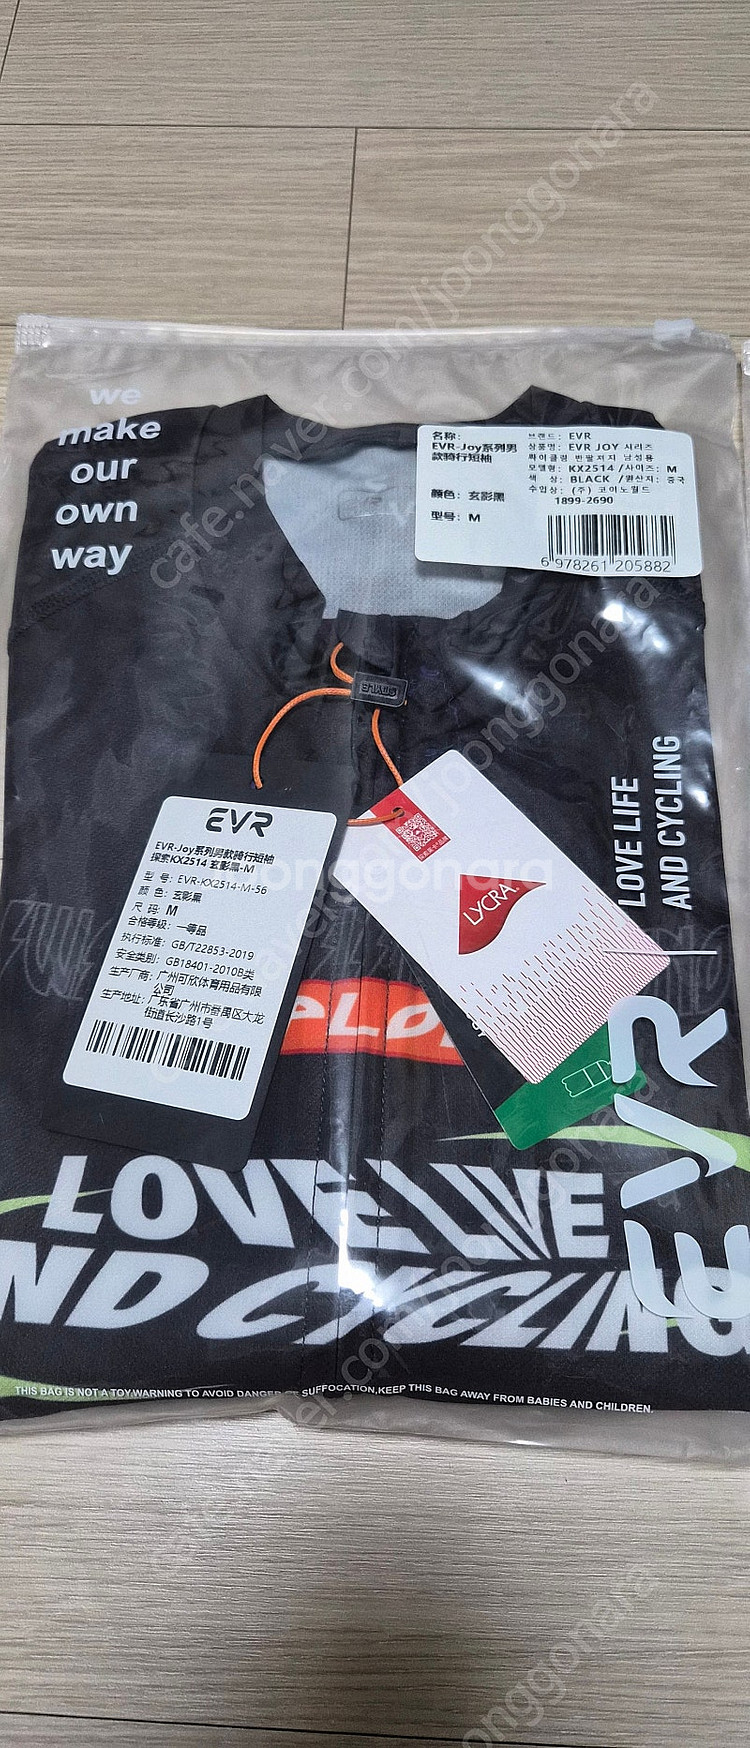 we
make
our
own
way
名称:
EVR-Joy系列男
款骑行短袖
颜色: 玄影黑
型号: M
브랜드: EVR
상품명: EVR JOY 시리즈
싸이클링 반팔저지 남성용
모델명: KX2514 /사이즈: M
색 상: BLACK /원산지: 중국
수입상: (주) 코이노월드
1899-2690
6 978261 205882
EVR
EVR-Joy系列男款骑行短袖
探索KX2514 玄影黑-M
型 号: EVR-KX2514-M-56
颜 色: 玄影黑
尺 码: M
合格等级: 一等品
执行标准: GB/T22853-2019
安全类别: GB18401-2010B类
生产厂商: 广州可欣体育用品有限
公司
生产地址: 广东省广州市番禺区大龙
街道长沙路1号
LYCRA
LOVE LIFE
AND CYCLING
EVR
LOVE LIVE
ND CYCLING
THIS BAG IS NOT A TOY.WARNING TO AVOID DANGER OF SUFFOCATION,KEEP THIS BAG AWAY FROM BABIES AND CHILDREN.
joonggonara
cafe.naver.com/joonggonara